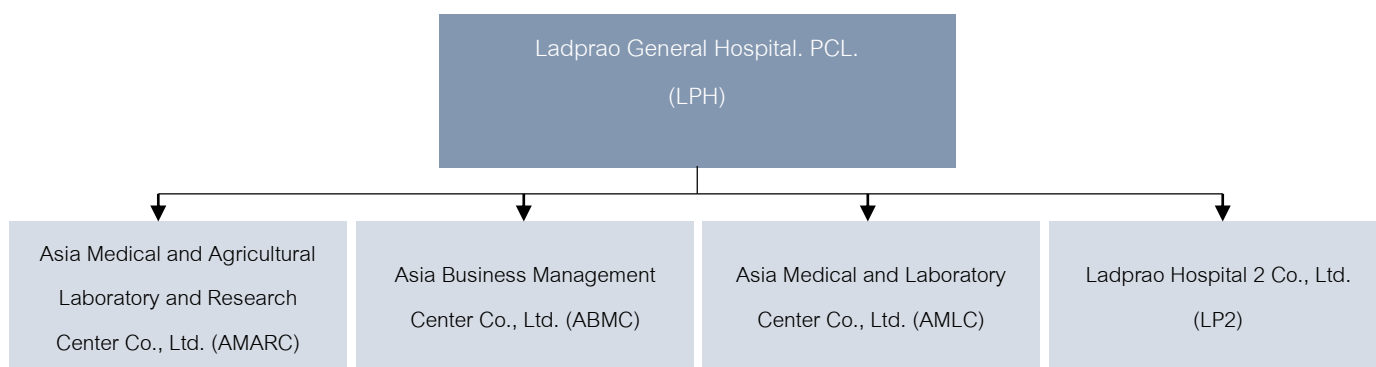 Ladprao General Hospital. PCL.
(LPH)
Asia Medical and Agricultural
Laboratory and Research
Center Co., Ltd. (AMARC)
Asia Business Management
Center Co., Ltd. (ABMC)
Asia Medical and Laboratory
Center Co., Ltd. (AMLC)
Ladprao Hospital 2 Co., Ltd.
(LP2)